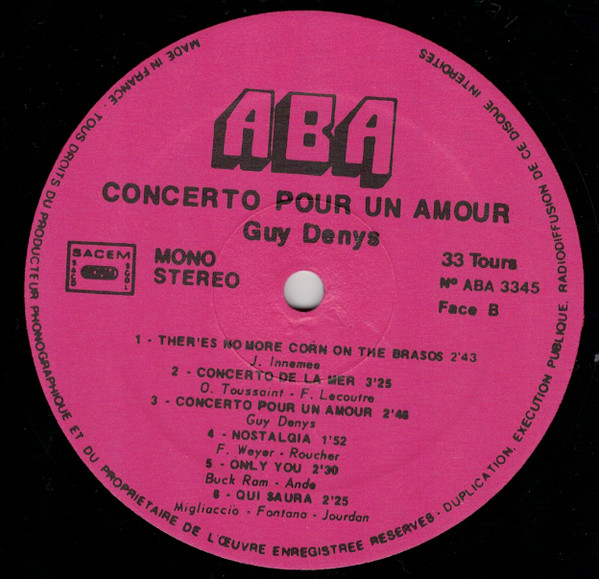 ABA
CONCERTO POUR UN AMOUR
Guy Denys
SACEM
SACD
SDRM
SGDL
MONO
STEREO
33 Tours
Nº ABA 3345
Face B
1 - THER'ES NO MORE CORN ON THE BRASOS 2'43
J. Innemee
2 - CONCERTO DE LA MER 3'25
O. Toussaint - F. Lecoutre
3 - CONCERTO POUR UN AMOUR 2'46
Guy Denys
4 - NOSTALGIA 1'52
F. Weyer - Roucher
5 - ONLY YOU 2'30
Buck Ram - Ande
6 - QUI SAURA 2'25
Migliaccio - Fontana - Jourdan
MADE IN FRANCE · TOUS DROITS DU PRODUCTEUR PHONOGRAPHIQUE ET DU PROPRIETAIRE DE L'ŒUVRE ENREGISTREE RESERVES - DUPLICATION, EXECUTION PUBLIQUE, RADIODIFFUSION DE CE DISQUE INTERDITES